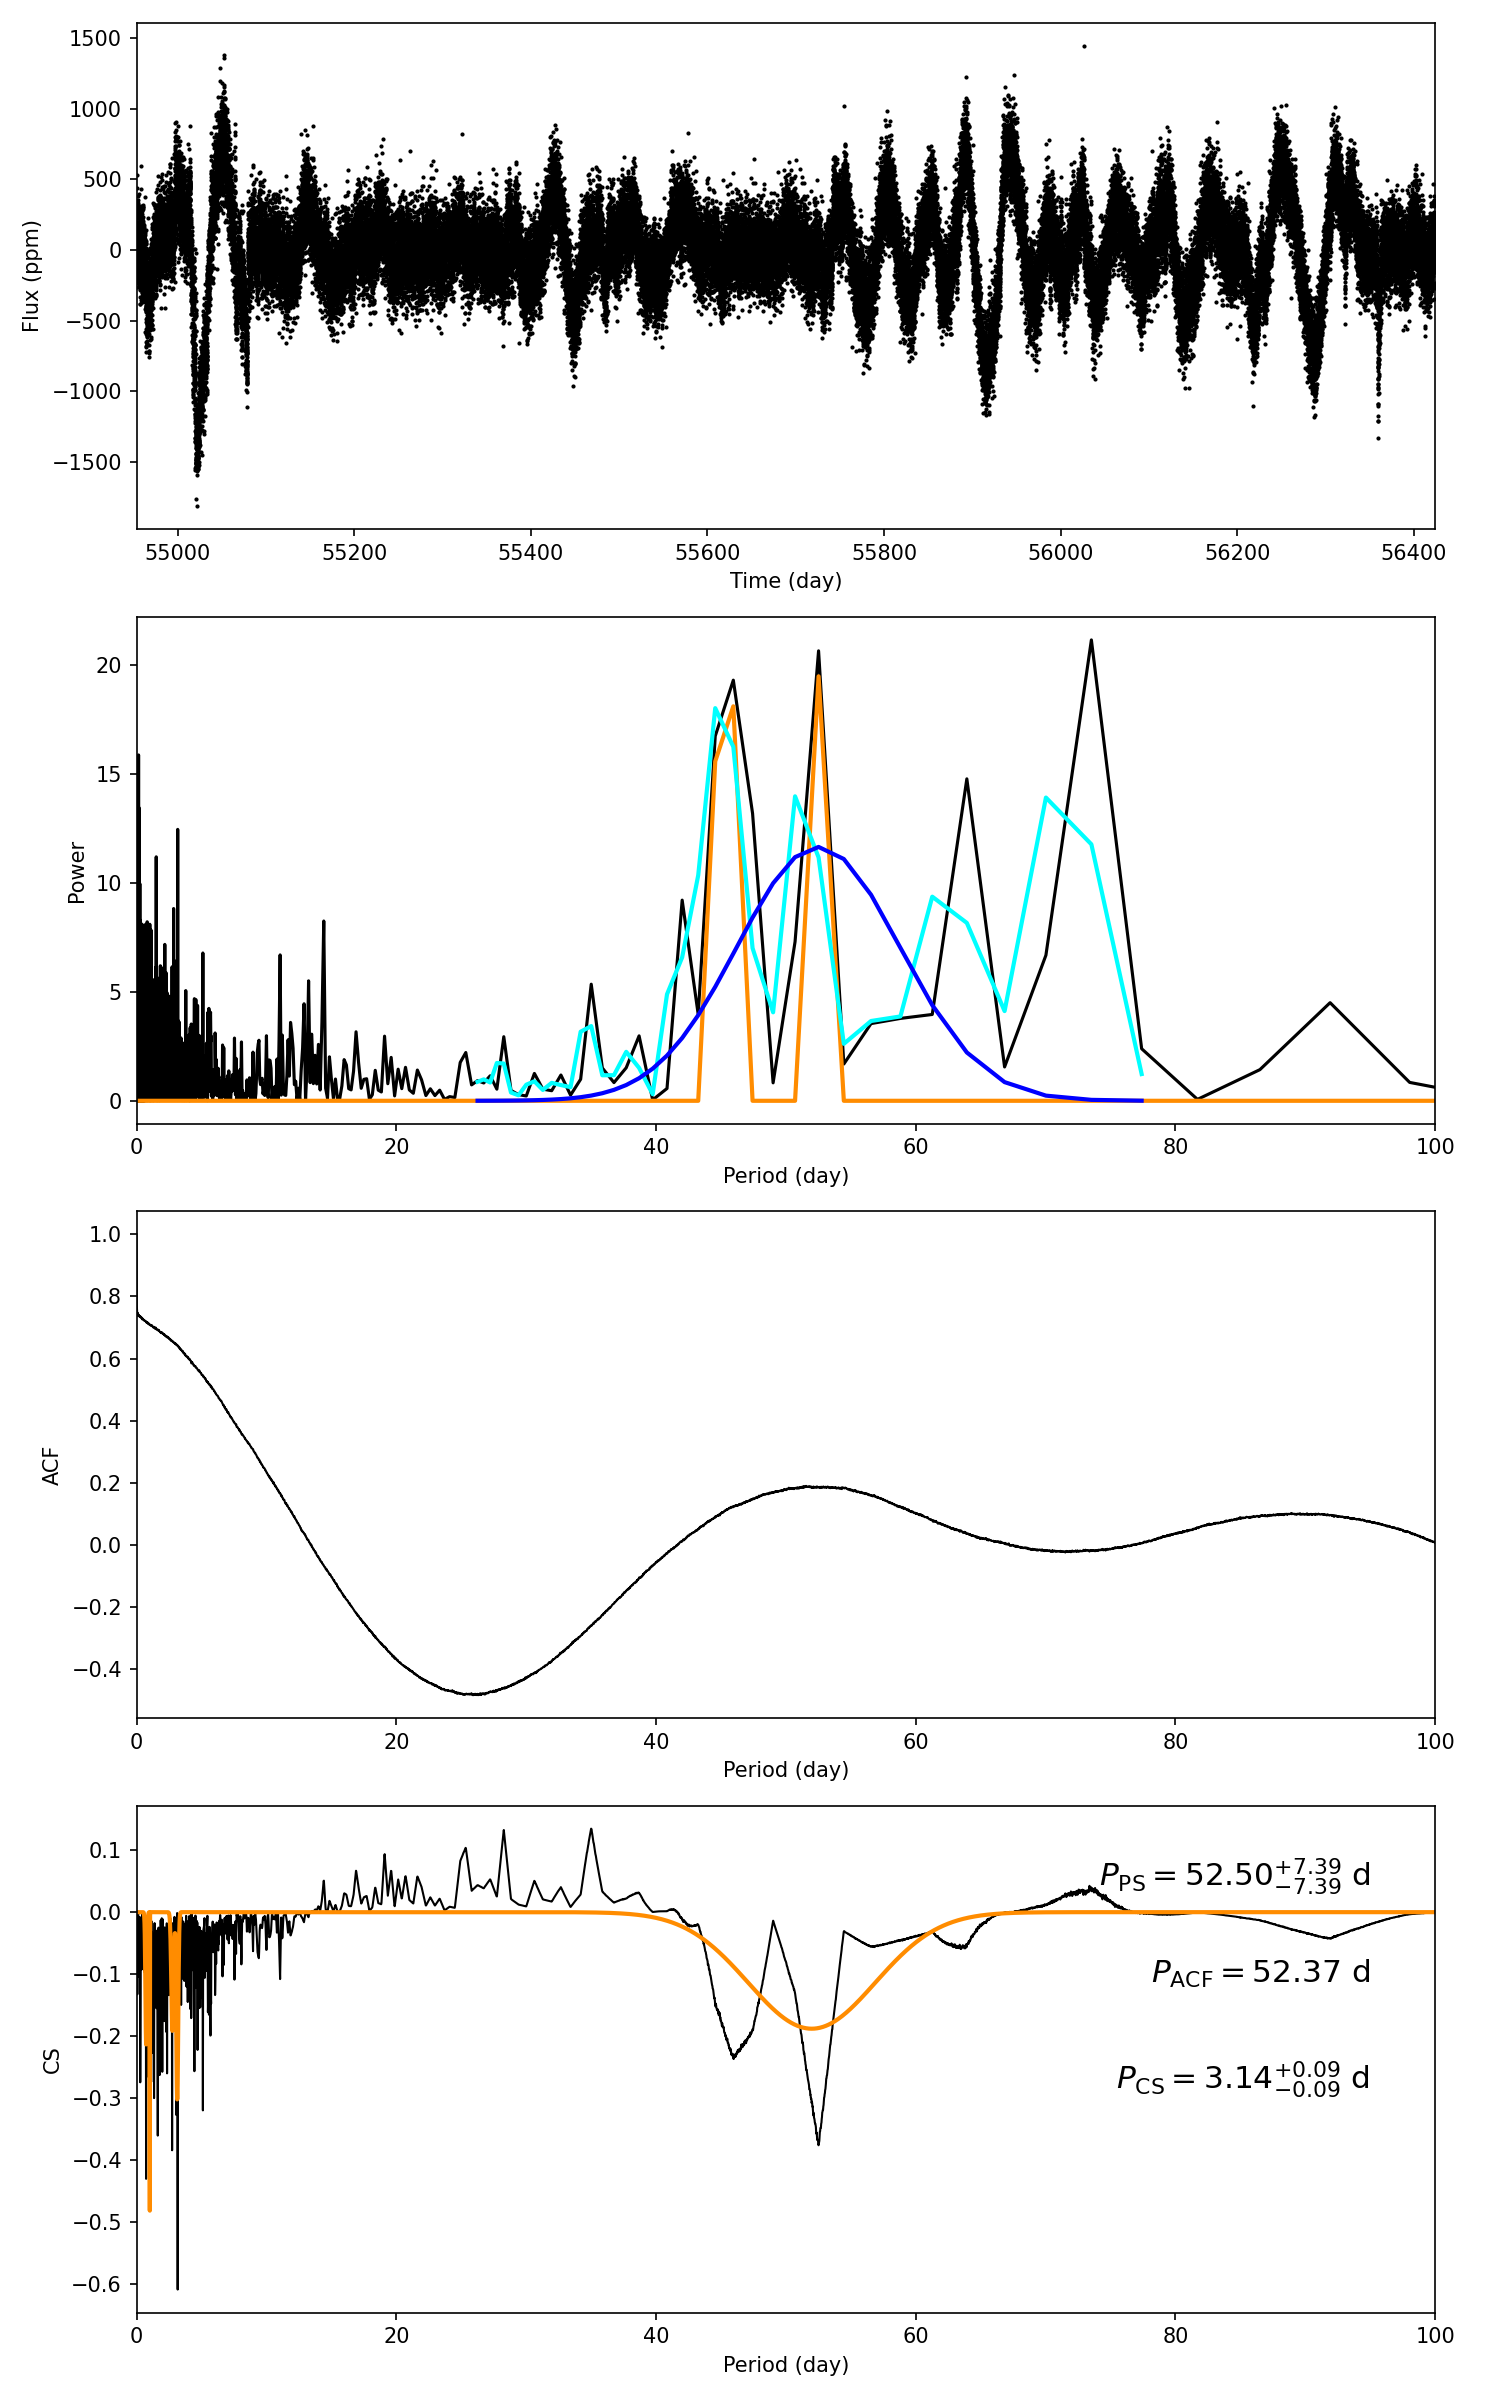 1500
1000
500
0
−500
−1000
−1500
Flux (ppm)
55000 55200 55400 55600 55800 56000 56200 56400
Time (day)
20
15
10
5
0
Power
0 20 40 60 80 100
Period (day)
1.0
0.8
0.6
0.4
0.2
0.0
−0.2
−0.4
ACF
0 20 40 60 80 100
Period (day)
0.1
0.0
−0.1
−0.2
−0.3
−0.4
−0.5
−0.6
CS
P_PS = 52.50 +7.39 −7.39 d
P_ACF = 52.37 d
P_CS = 3.14 +0.09 −0.09 d
0 20 40 60 80 100
Period (day)